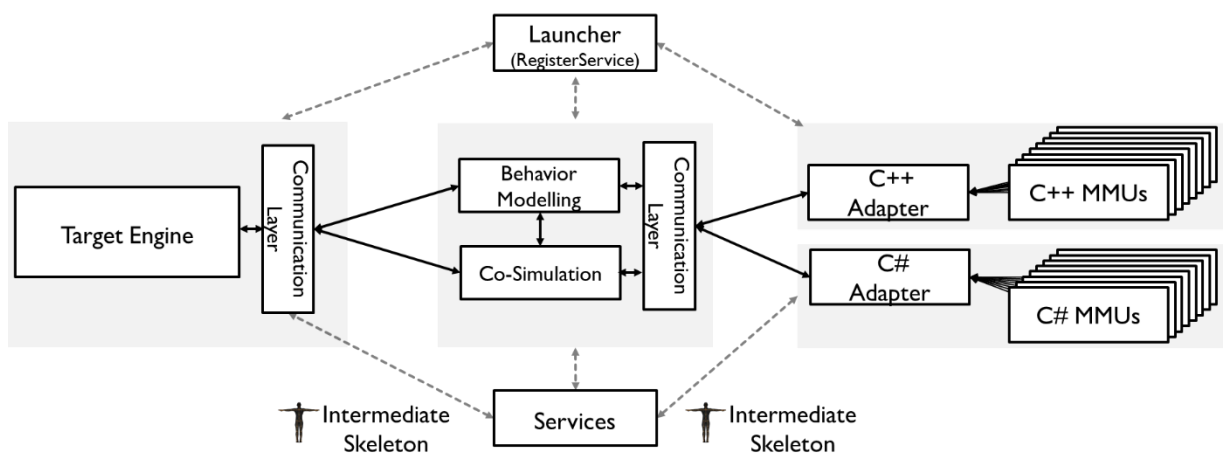 Launcher
(RegisterService)
Target Engine
Communication
Layer
Behavior
Modelling
Co-Simulation
Communication
Layer
C++
Adapter
C++ MMUs
C#
Adapter
C# MMUs
Intermediate
Skeleton
Services
Intermediate
Skeleton